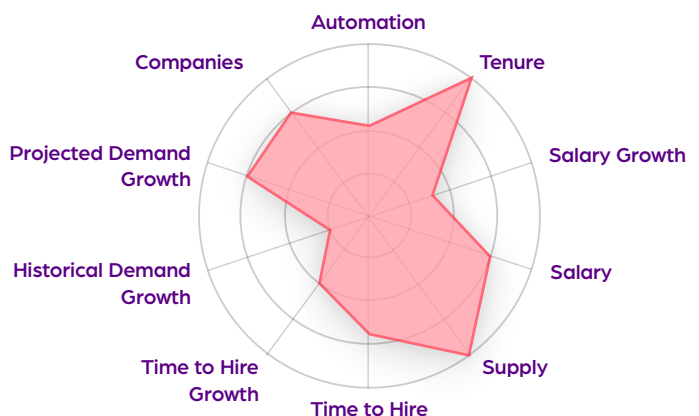 Automation
Tenure
Salary Growth
Salary
Supply
Time to Hire
Time to Hire
Growth
Historical Demand
Growth
Projected Demand
Growth
Companies